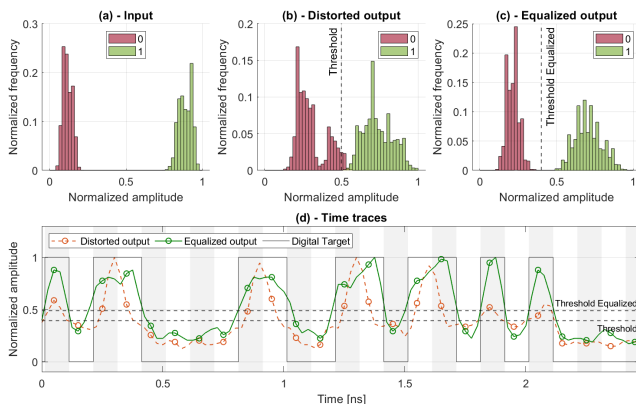 (a) - Input
Normalized frequency
0.3
0.2
0.1
0
0
0.5
1
0
1
Normalized amplitude
(b) - Distorted output
Normalized frequency
0.2
0.15
0.1
0.05
0
0
0.5
1
Threshold
0
1
Normalized amplitude
(c) - Equalized output
Normalized frequency
0.25
0.2
0.15
0.1
0.05
0
0
0.5
1
Threshold Equalized
0
1
Normalized amplitude
(d) - Time traces
Distorted output
Equalized output
Digital Target
Normalized amplitude
1
0.5
0
Threshold Equalized
Threshold
0
0.5
1
1.5
2
Time [ns]